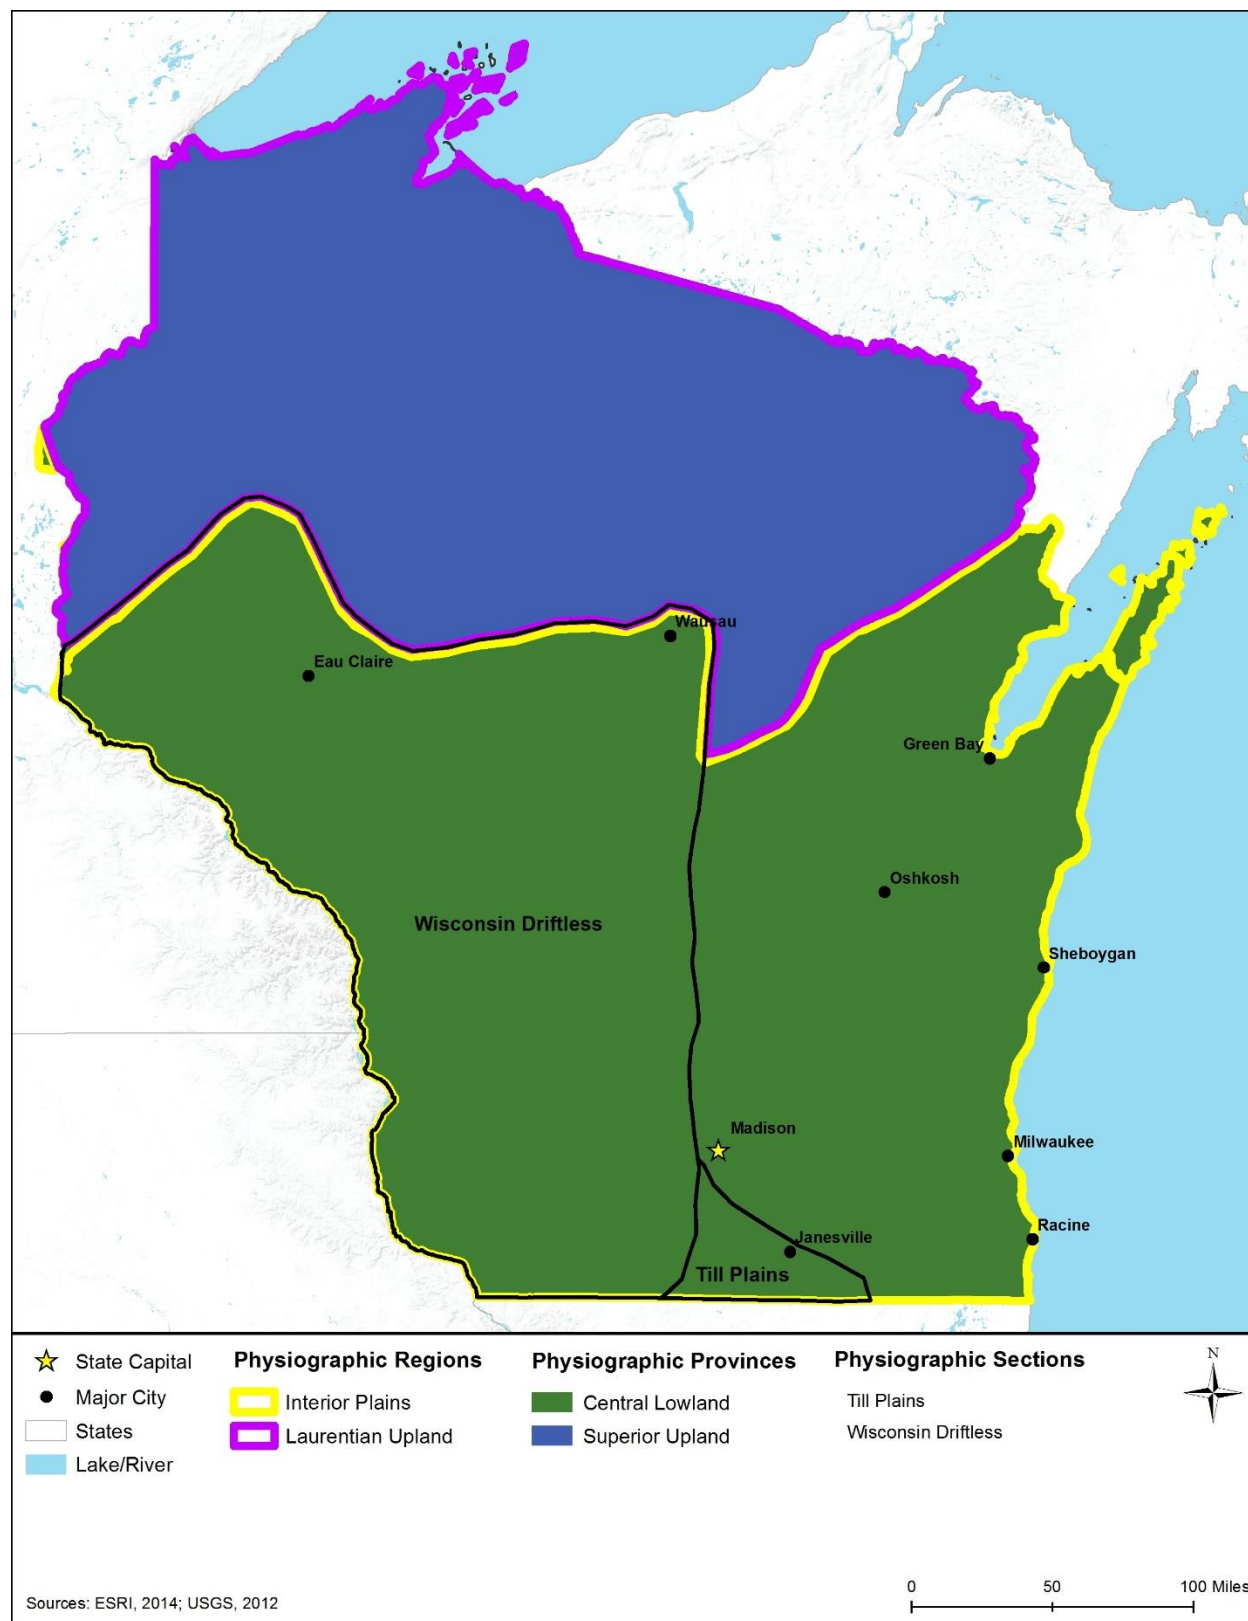 Wausau
Eau Claire
Green Bay
Oshkosh
Wisconsin Driftless
Sheboygan
Madison
Milwaukee
Racine
Janesville
Till Plains
State Capital
Major City
States
Lake/River
Physiographic Regions
Interior Plains
Laurentian Upland
Physiographic Provinces
Central Lowland
Superior Upland
Physiographic Sections
Till Plains
Wisconsin Driftless
N
Sources: ESRI, 2014; USGS, 2012
0 50 100 Miles